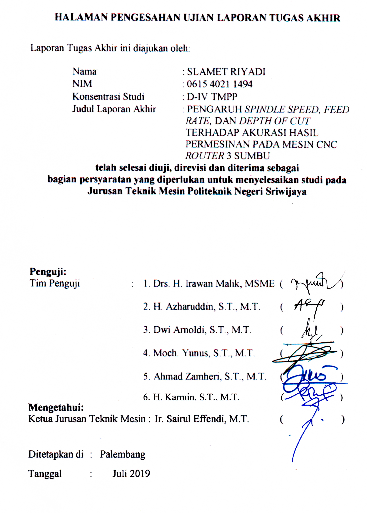 HALAMAN PENGESAHAN UJIAN LAPORAN TUGAS AKHIR
Laporan Tugas Akhir ini diajukan oleh:
Nama : SLAMET RIYADI
NIM : 0615 4021 1494
Konsentrasi Studi : D-IV TMPP
Judul Laporan Akhir : PENGARUH SPINDLE SPEED, FEED
RATE, DAN DEPTH OF CUT
TERHADAP AKURASI HASIL
PERMESINAN PADA MESIN CNC
ROUTER 3 SUMBU
telah selesai diuji, direvisi dan diterima sebagai
bagian persyaratan yang diperlukan untuk menyelesaikan studi pada
Jurusan Teknik Mesin Politeknik Negeri Sriwijaya
Penguji:
Tim Penguji : 1. Drs. H. Irawan Malik, MSME ( )
2. H. Azharuddin, S.T., M.T. ( )
3. Dwi Arnoldi, S.T., M.T. ( )
4. Moch. Yunus, S.T., M.T. ( )
5. Ahmad Zamheri, S.T., M.T. ( )
6. H. Karmin, S.T., M.T. ( )
Mengetahui:
Ketua Jurusan Teknik Mesin : Ir. Sairul Effendi, M.T. ( )
Ditetapkan di : Palembang
Tanggal : Juli 2019